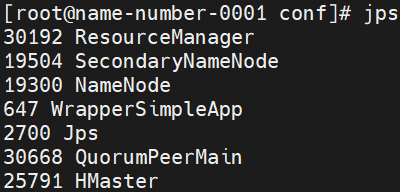 [root@name-number-0001 conf]# jps
30192 ResourceManager
19504 SecondaryNameNode
19300 NameNode
647 WrapperSimpleApp
2700 Jps
30668 QuorumPeerMain
25791 HMaster